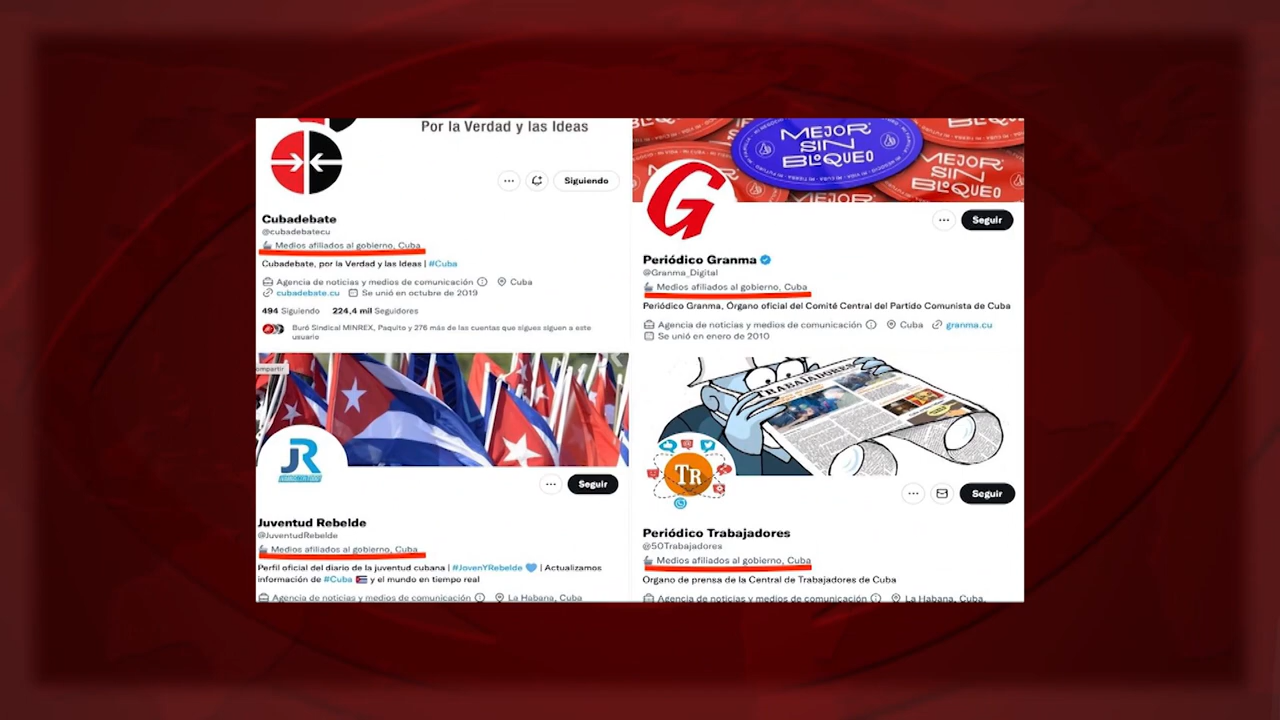 Por la Verdad y las Ideas
Siguiendo
Cubadebate
@cubadebatecu
Medios afiliados al gobierno, Cuba
Cubadebate, por la Verdad y las Ideas | #Cuba
Agencia de noticias y medios de comunicación Cuba
cubadebate.cu Se unió en octubre de 2019
494 Siguiendo 224,4 mil Seguidores
Buró Sindical MINREX, Paquito y 276 más de las cuentas que sigues siguen a este
usuario
MEJOR
SIN
BLOQUEO
MEJOR
SIN
BLOQUEO
G
Seguir
Periódico Granma
@Granma_Digital
Medios afiliados al gobierno, Cuba
Periódico Granma, Órgano oficial del Comité Central del Partido Comunista de Cuba
Agencia de noticias y medios de comunicación Cuba granma.cu
Se unió en enero de 2010
ompartir
JR
Seguir
Juventud Rebelde
@JuventudRebelde
Medios afiliados al gobierno, Cuba
Perfil oficial del diario de la juventud cubana | #JovenYRebelde 💙 | Actualizamos
información de #Cuba 🇨🇺 y el mundo en tiempo real
Agencia de noticias y medios de comunicación La Habana, Cuba
TRABAJADORES
TR
Seguir
Periódico Trabajadores
@50Trabajadores
Medios afiliados al gobierno, Cuba
Organo de prensa de la Central de Trabajadores de Cuba
Agencia de noticias y medios de comunicación La Habana, Cuba.